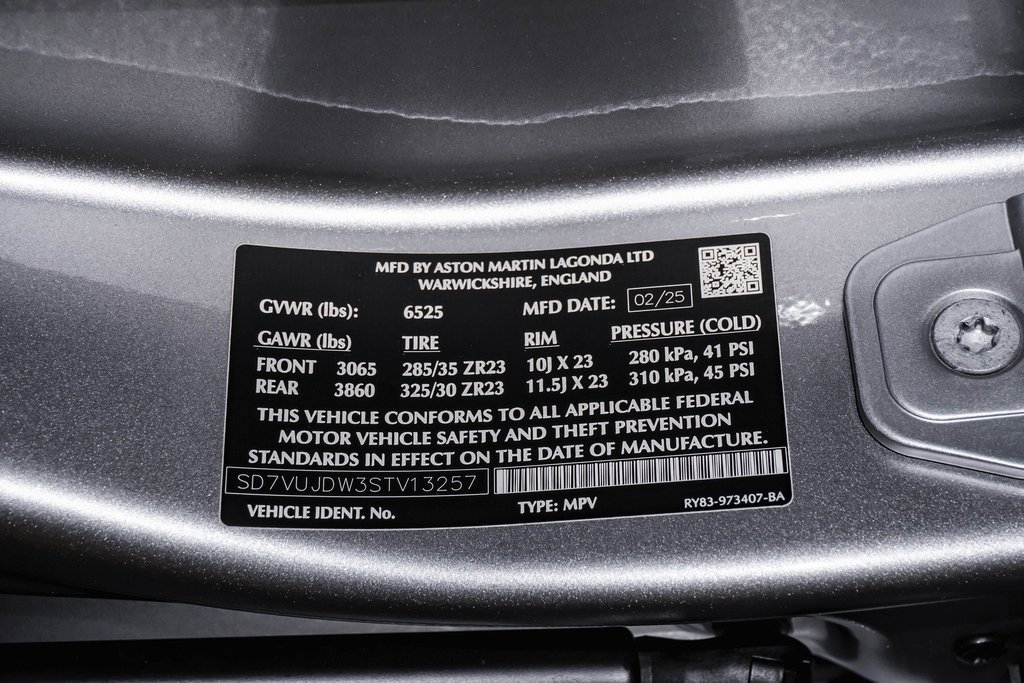 MFD BY ASTON MARTIN LAGONDA LTD
WARWICKSHIRE, ENGLAND
GVWR (lbs): 6525 MFD DATE: 02/25
GAWR (lbs) TIRE RIM PRESSURE (COLD)
FRONT 3065 285/35 ZR23 10J X 23 280 kPa, 41 PSI
REAR 3860 325/30 ZR23 11.5J X 23 310 kPa, 45 PSI
THIS VEHICLE CONFORMS TO ALL APPLICABLE FEDERAL
MOTOR VEHICLE SAFETY AND THEFT PREVENTION
STANDARDS IN EFFECT ON THE DATE OF MANUFACTURE.
SD7VUJDW3STV13257
VEHICLE IDENT. No. TYPE: MPV RY83-973407-BA